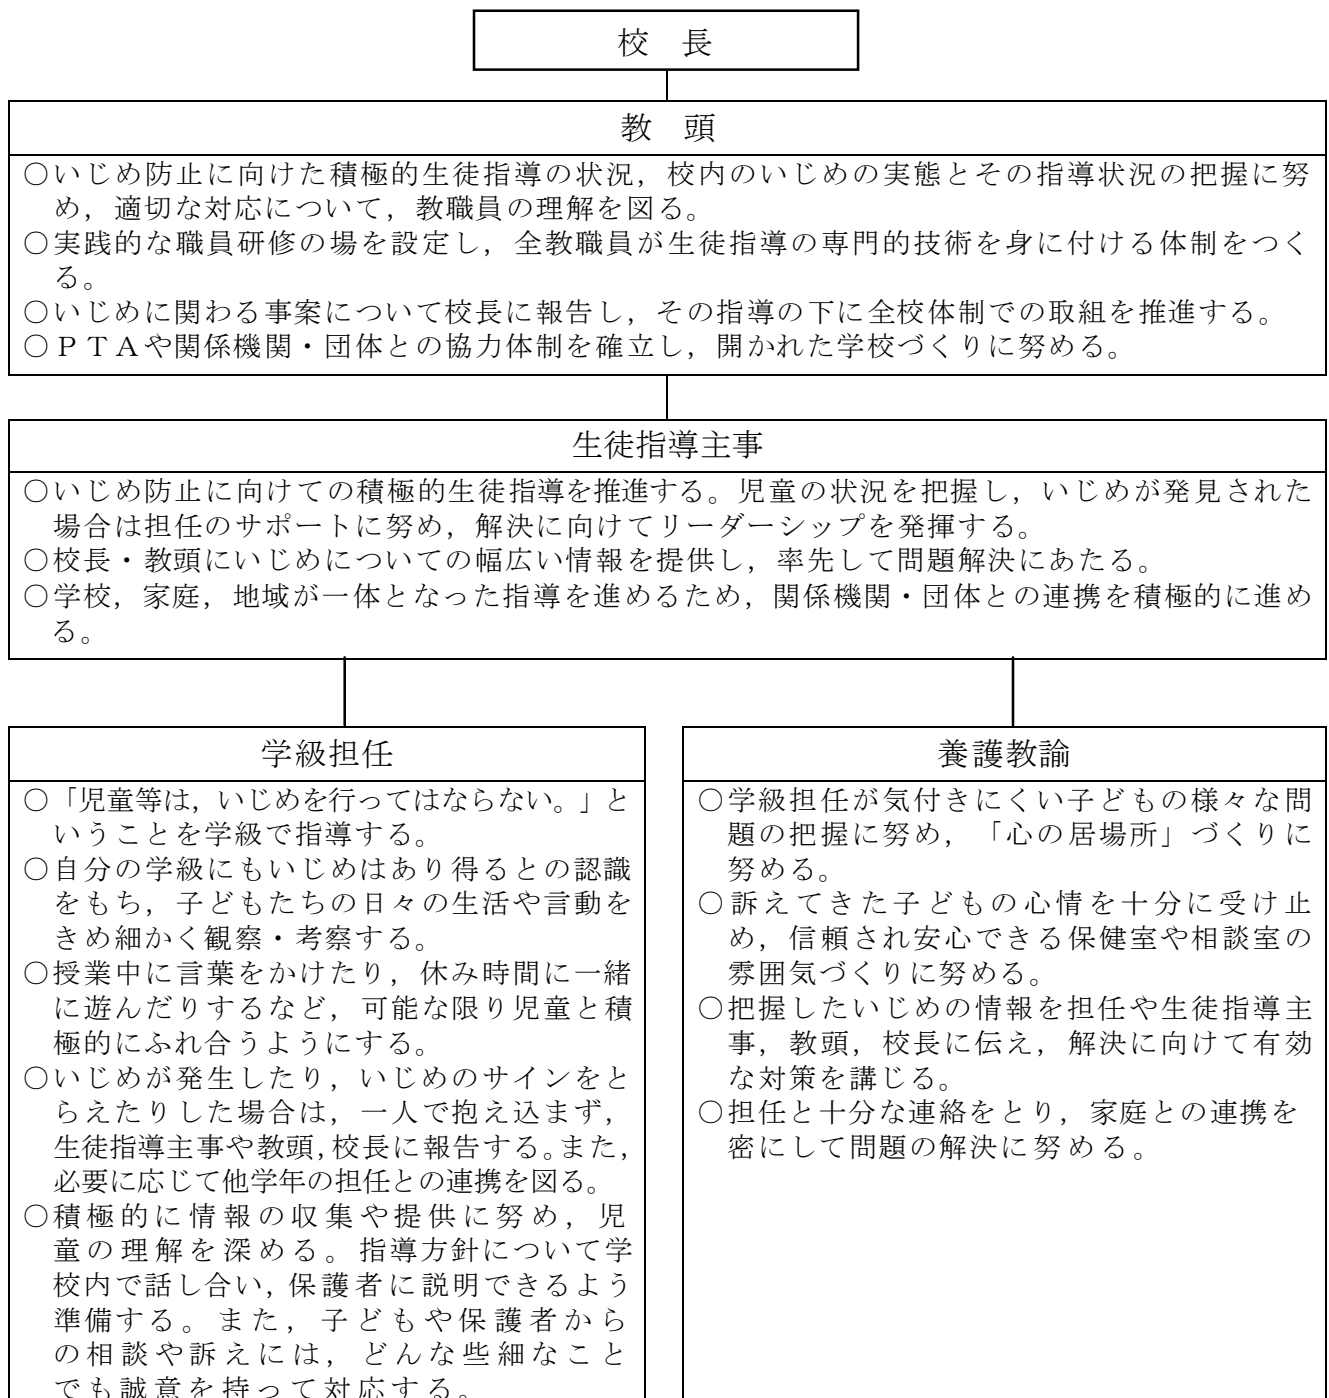 校　長
教　頭
○いじめ防止に向けた積極的生徒指導の状況，校内のいじめの実態とその指導状況の把握に努
め，適切な対応について，教職員の理解を図る。
○実践的な職員研修の場を設定し，全教職員が生徒指導の専門的技術を身に付ける体制をつく
る。
○いじめに関わる事案について校長に報告し，その指導の下に全校体制での取組を推進する。
○ＰＴＡや関係機関・団体との協力体制を確立し，開かれた学校づくりに努める。
生徒指導主事
○いじめ防止に向けての積極的生徒指導を推進する。児童の状況を把握し，いじめが発見された
場合は担任のサポートに努め，解決に向けてリーダーシップを発揮する。
○校長・教頭にいじめについての幅広い情報を提供し，率先して問題解決にあたる。
○学校，家庭，地域が一体となった指導を進めるため，関係機関・団体との連携を積極的に進め
る。
学級担任
○「児童等は，いじめを行ってはならない。」と
いうことを学級で指導する。
○自分の学級にもいじめはあり得るとの認識
をもち，子どもたちの日々の生活や言動を
きめ細かく観察・考察する。
○授業中に言葉をかけたり，休み時間に一緒
に遊んだりするなど，可能な限り児童と積
極的にふれ合うようにする。
○いじめが発生したり，いじめのサインをと
らえたりした場合は，一人で抱え込まず，
生徒指導主事や教頭，校長に報告する。また，
必要に応じて他学年の担任との連携を図る。
○積極的に情報の収集や提供に努め，児
童の理解を深める。指導方針について学
校内で話し合い，保護者に説明できるよう
準備する。また，子どもや保護者から
の相談や訴えには，どんな些細なこと
でも誠意を持って対応する。
養護教諭
○学級担任が気付きにくい子どもの様々な問
題の把握に努め，「心の居場所」づくりに
努める。
○訴えてきた子どもの心情を十分に受け止
め，信頼され安心できる保健室や相談室の
雰囲気づくりに努める。
○把握したいじめの情報を担任や生徒指導主
事，教頭，校長に伝え，解決に向けて有効
な対策を講じる。
○担任と十分な連絡をとり，家庭との連携を
密にして問題の解決に努める。